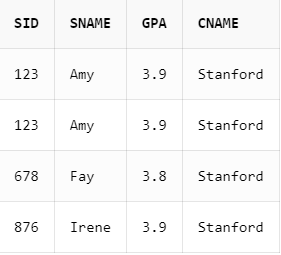 SID SNAME GPA CNAME
123 Amy 3.9 Stanford
123 Amy 3.9 Stanford
678 Fay 3.8 Stanford
876 Irene 3.9 Stanford